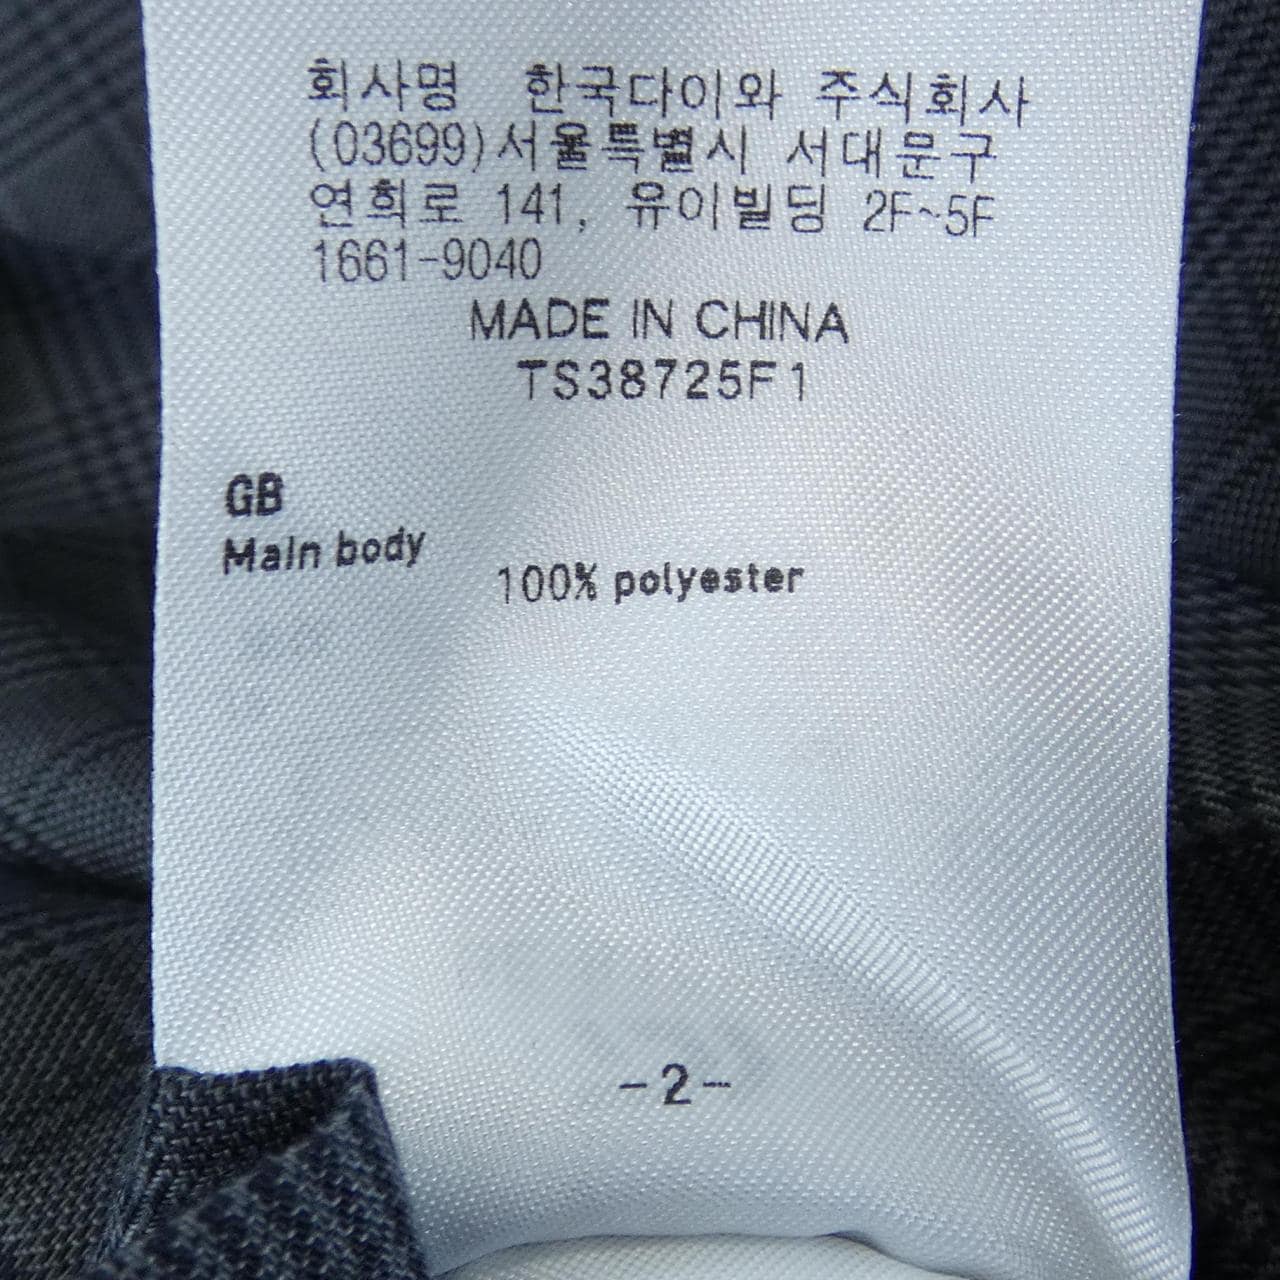 회사명 한국다이와 주식회사
(03699)서울특별시 서대문구
연희로 141, 유이빌딩 2F~5F
1661-9040
MADE IN CHINA
TS38725F1
GB
Main body
100% polyester
-2-